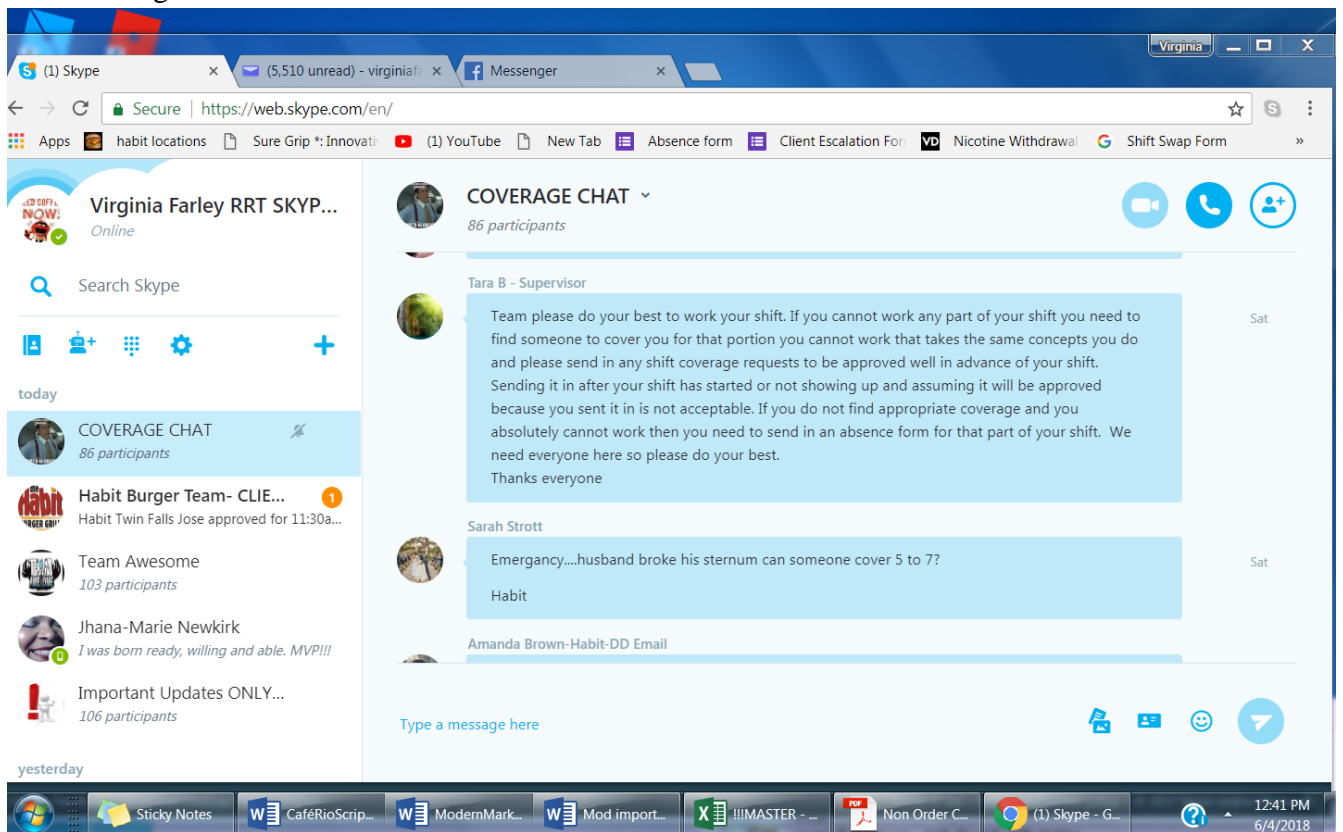 Virginia
(1) Skype
(5,510 unread) - virginiafa
Messenger
Secure | https://web.skype.com/en/
Apps
habit locations
Sure Grip *: Innovativ
(1) YouTube
New Tab
Absence form
Client Escalation For
VD
Nicotine Withdrawal
Shift Swap Form
»
NOW!
Virginia Farley RRT SKYP...
Online
Search Skype
today
COVERAGE CHAT
86 participants
Habit Burger Team- CLIE...
1
Habit Twin Falls Jose approved for 11:30a...
Team Awesome
103 participants
Jhana-Marie Newkirk
I was born ready, willing and able. MVP!!!
Important Updates ONLY...
106 participants
yesterday
COVERAGE CHAT
86 participants
Tara B - Supervisor
Team please do your best to work your shift. If you cannot work any part of your shift you need to
find someone to cover you for that portion you cannot work that takes the same concepts you do
and please send in any shift coverage requests to be approved well in advance of your shift.
Sending it in after your shift has started or not showing up and assuming it will be approved
because you sent it in is not acceptable. If you do not find appropriate coverage and you
absolutely cannot work then you need to send in an absence form for that part of your shift. We
need everyone here so please do your best.
Thanks everyone
Sat
Sarah Strott
Emergancy....husband broke his sternum can someone cover 5 to 7?
Habit
Sat
Amanda Brown-Habit-DD Email
Type a message here
Sticky Notes
CaféRioScrip...
ModernMark...
Mod import...
!!!MASTER - ...
PDF
Non Order C...
(1) Skype - G...
12:41 PM
6/4/2018